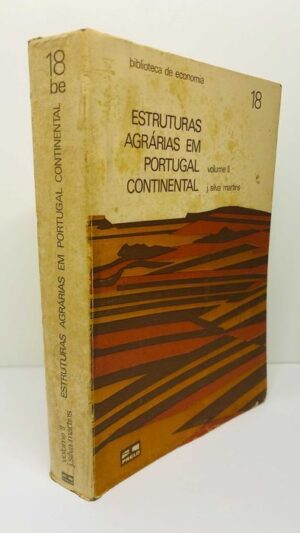 biblioteca de economia
18
ESTRUTURAS
AGRÁRIAS EM
PORTUGAL
CONTINENTAL
volume II
j. silva martins
PRELO
18
be
ESTRUTURAS AGRÁRIAS EM PORTUGAL CONTINENTAL
volume II
j. silva martins